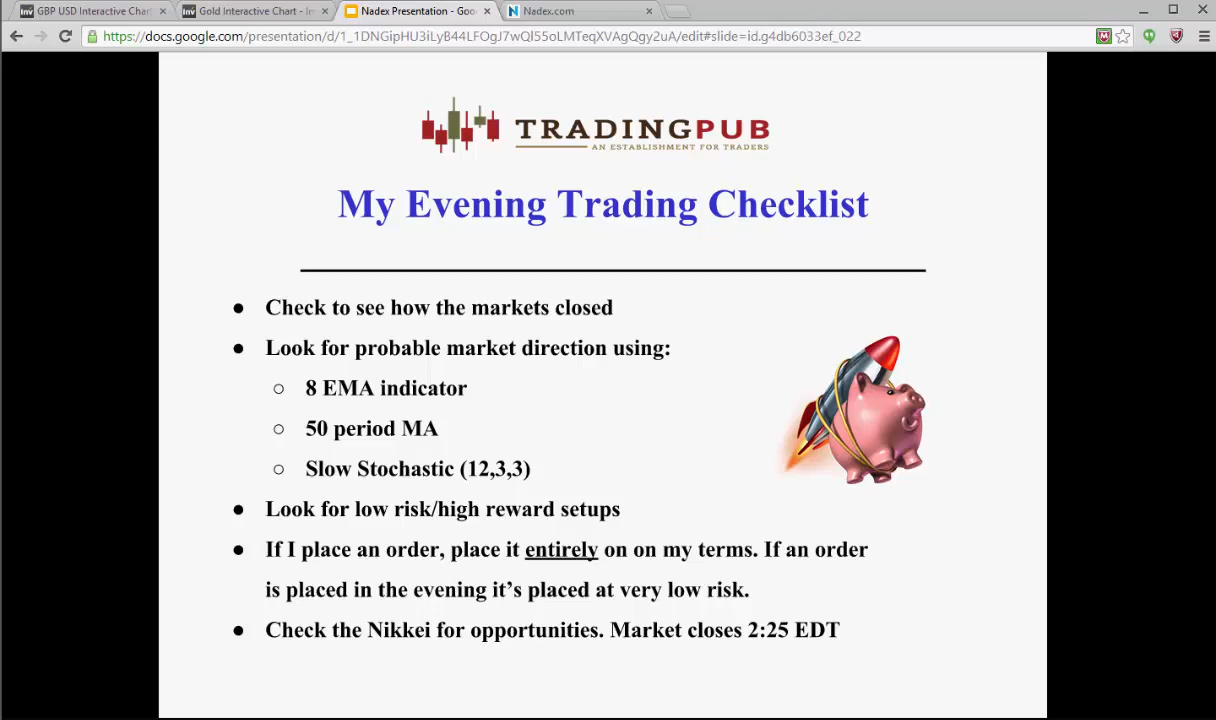 GBP USD Interactive Chart
Gold Interactive Chart - In
Nadex Presentation - Goo
Nadex.com
https://docs.google.com/presentation/d/1_1DNGipHU3iLyB44LFOgJ7wQl55oLMTeqXVAgQgy2uA/edit#slide=id.g4db6033ef_022
TRADINGPUB
AN ESTABLISHMENT FOR TRADERS
My Evening Trading Checklist
● Check to see how the markets closed
● Look for probable market direction using:
○ 8 EMA indicator
○ 50 period MA
○ Slow Stochastic (12,3,3)
● Look for low risk/high reward setups
● If I place an order, place it entirely on on my terms. If an order
is placed in the evening it's placed at very low risk.
● Check the Nikkei for opportunities. Market closes 2:25 EDT